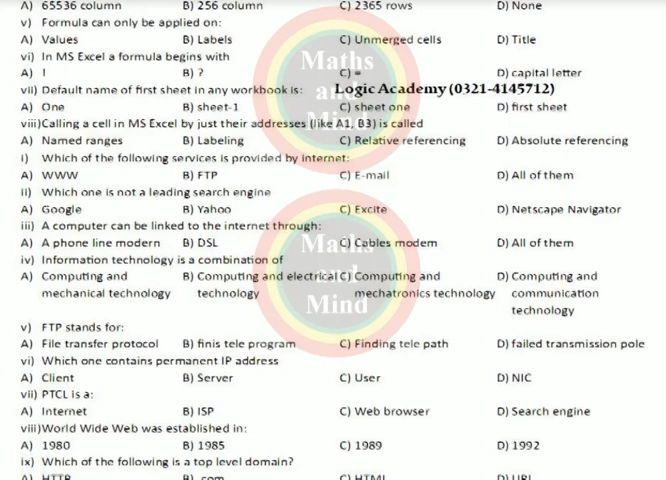 A) 65536 column B) 256 column C) 2365 rows D) None
v) Formula can only be applied on:
A) Values B) Labels C) Unmerged cells D) Title
vi) In MS Excel a formula begins with
A) ! B) ? C) = D) capital letter
vii) Default name of first sheet in any workbook is: Logic Academy (0321-4145712)
A) One B) sheet-1 C) sheet one D) first sheet
viii)Calling a cell in MS Excel by just their addresses (like A1, B3) is called
A) Named ranges B) Labeling C) Relative referencing D) Absolute referencing
i) Which of the following services is provided by internet:
A) WWW B) FTP C) E-mail D) All of them
ii) Which one is not a leading search engine
A) Google B) Yahoo C) Excite D) Netscape Navigator
iii) A computer can be linked to the internet through:
A) A phone line modern B) DSL C) Cables modem D) All of them
iv) Information technology is a combination of
A) Computing and B) Computing and electrical C) Computing and D) Computing and
mechanical technology technology mechatronics technology communication
technology
v) FTP stands for:
A) File transfer protocol B) finis tele program C) Finding tele path D) failed transmission pole
vi) Which one contains permanent IP address
A) Client B) Server C) User D) NIC
vii) PTCL is a:
A) Internet B) ISP C) Web browser D) Search engine
viii)World Wide Web was established in:
A) 1980 B) 1985 C) 1989 D) 1992
ix) Which of the following is a top level domain?
A) HTTP B) .com C) HTML D) URL
Maths
and
Mind
Maths
and
Mind